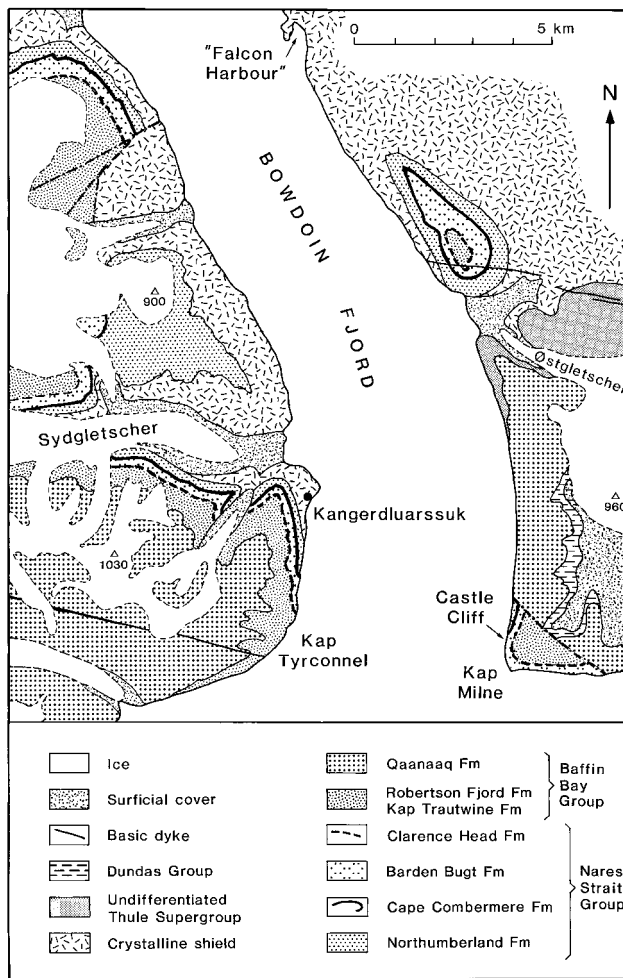 "Falcon
Harbour"
0 5 km
N
BOWDOIN FJORD
900
Østgletscher
Sydgletscher
960
Kangerdluarssuk
1030
Castle
Cliff
Kap
Tyrconnel
Kap
Milne
Ice
Surficial cover
Basic dyke
Dundas Group
Undifferentiated
Thule Supergroup
Crystalline shield
Qaanaaq Fm
Robertson Fjord Fm
Kap Trautwine Fm
Baffin
Bay
Group
Clarence Head Fm
Barden Bugt Fm
Cape Combermere Fm
Northumberland Fm
Nares
Strait
Group